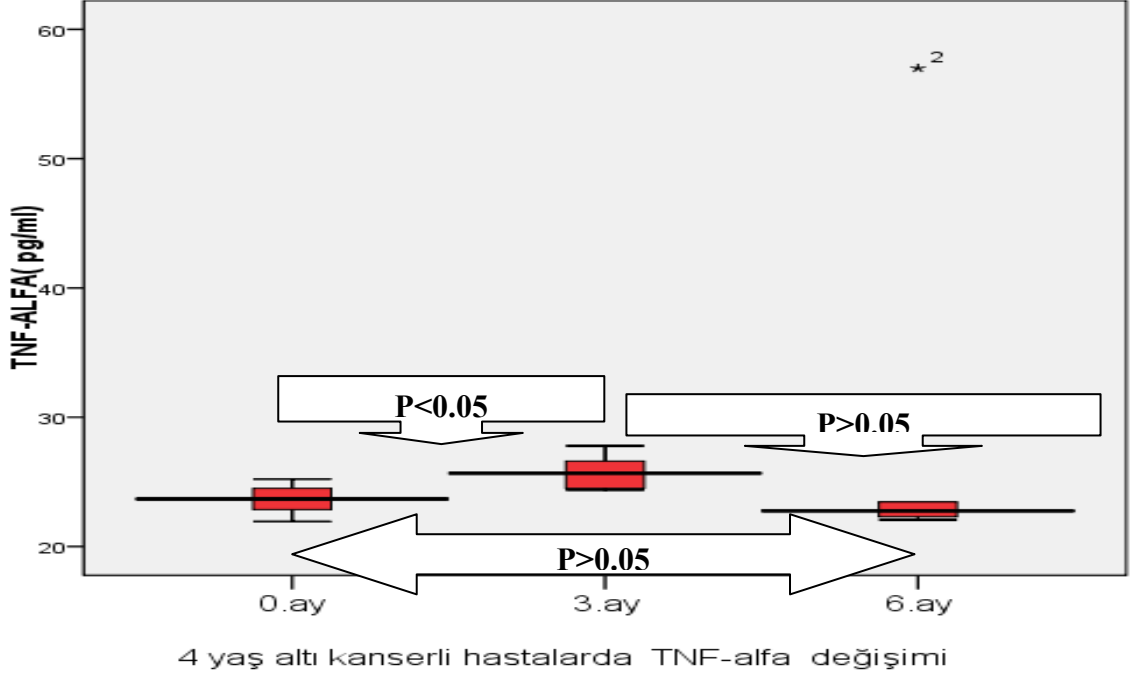 TNF-ALFA( pg/ml)
60
50
40
30
20
2
P<0.05
P>0.05
P>0.05
0.ay
3.ay
6.ay
4 yaş altı kanserli hastalarda TNF-alfa değişimi